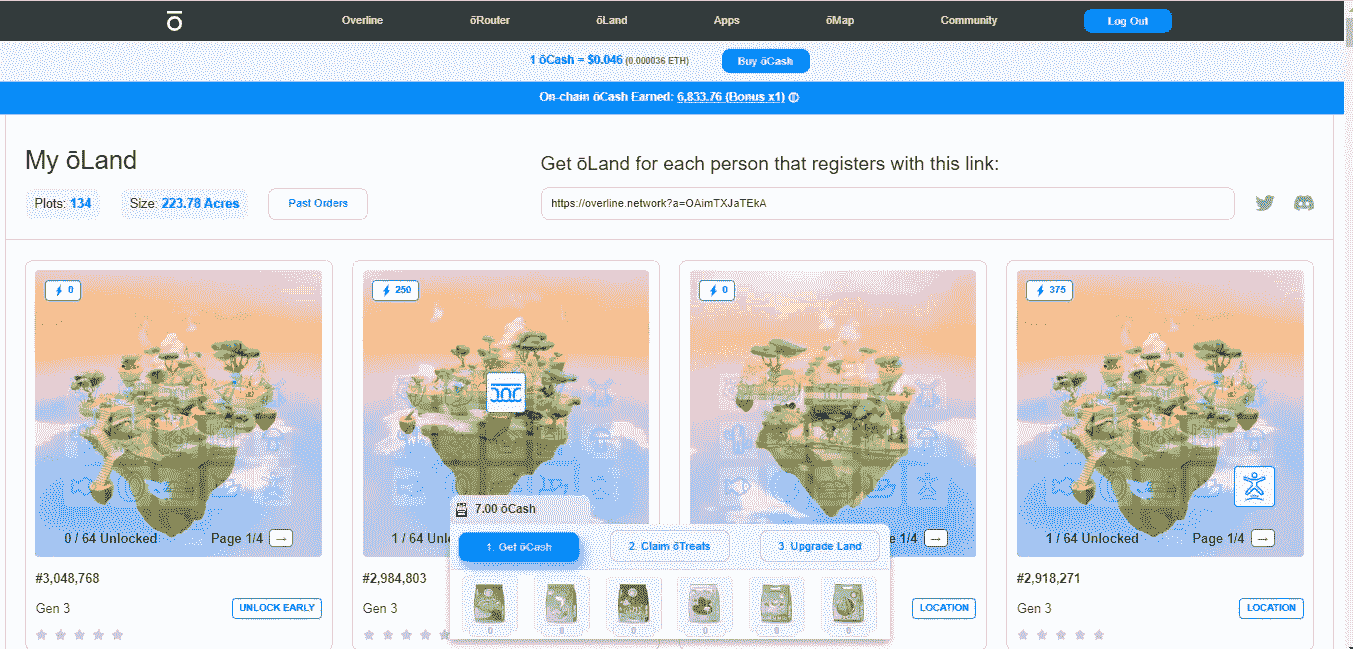 ō
Overline
ōRouter
ōLand
Apps
ōMap
Community
Log Out
1 ōCash = $0.046 (0.000036 ETH)
Buy ōCash
On-chain ōCash Earned: 6,833.76 (Bonus x1)
My ōLand
Get ōLand for each person that registers with this link:
Plots: 134
Size: 223.78 Acres
Past Orders
https://overline.network?a=OAimTXJaTEkA
0
250
0
375
0 / 64 Unlocked
Page 1/4 →
1 / 64 Unl
e 1/4 →
1 / 64 Unlocked
Page 1/4 →
7.00 ōCash
1. Get ōCash
2. Claim ōTreats
3. Upgrade Land
#3,048,768
#2,984,803
#2,918,271
Gen 3
UNLOCK EARLY
Gen 3
LOCATION
Gen 3
LOCATION
0
0
0
0
0
0